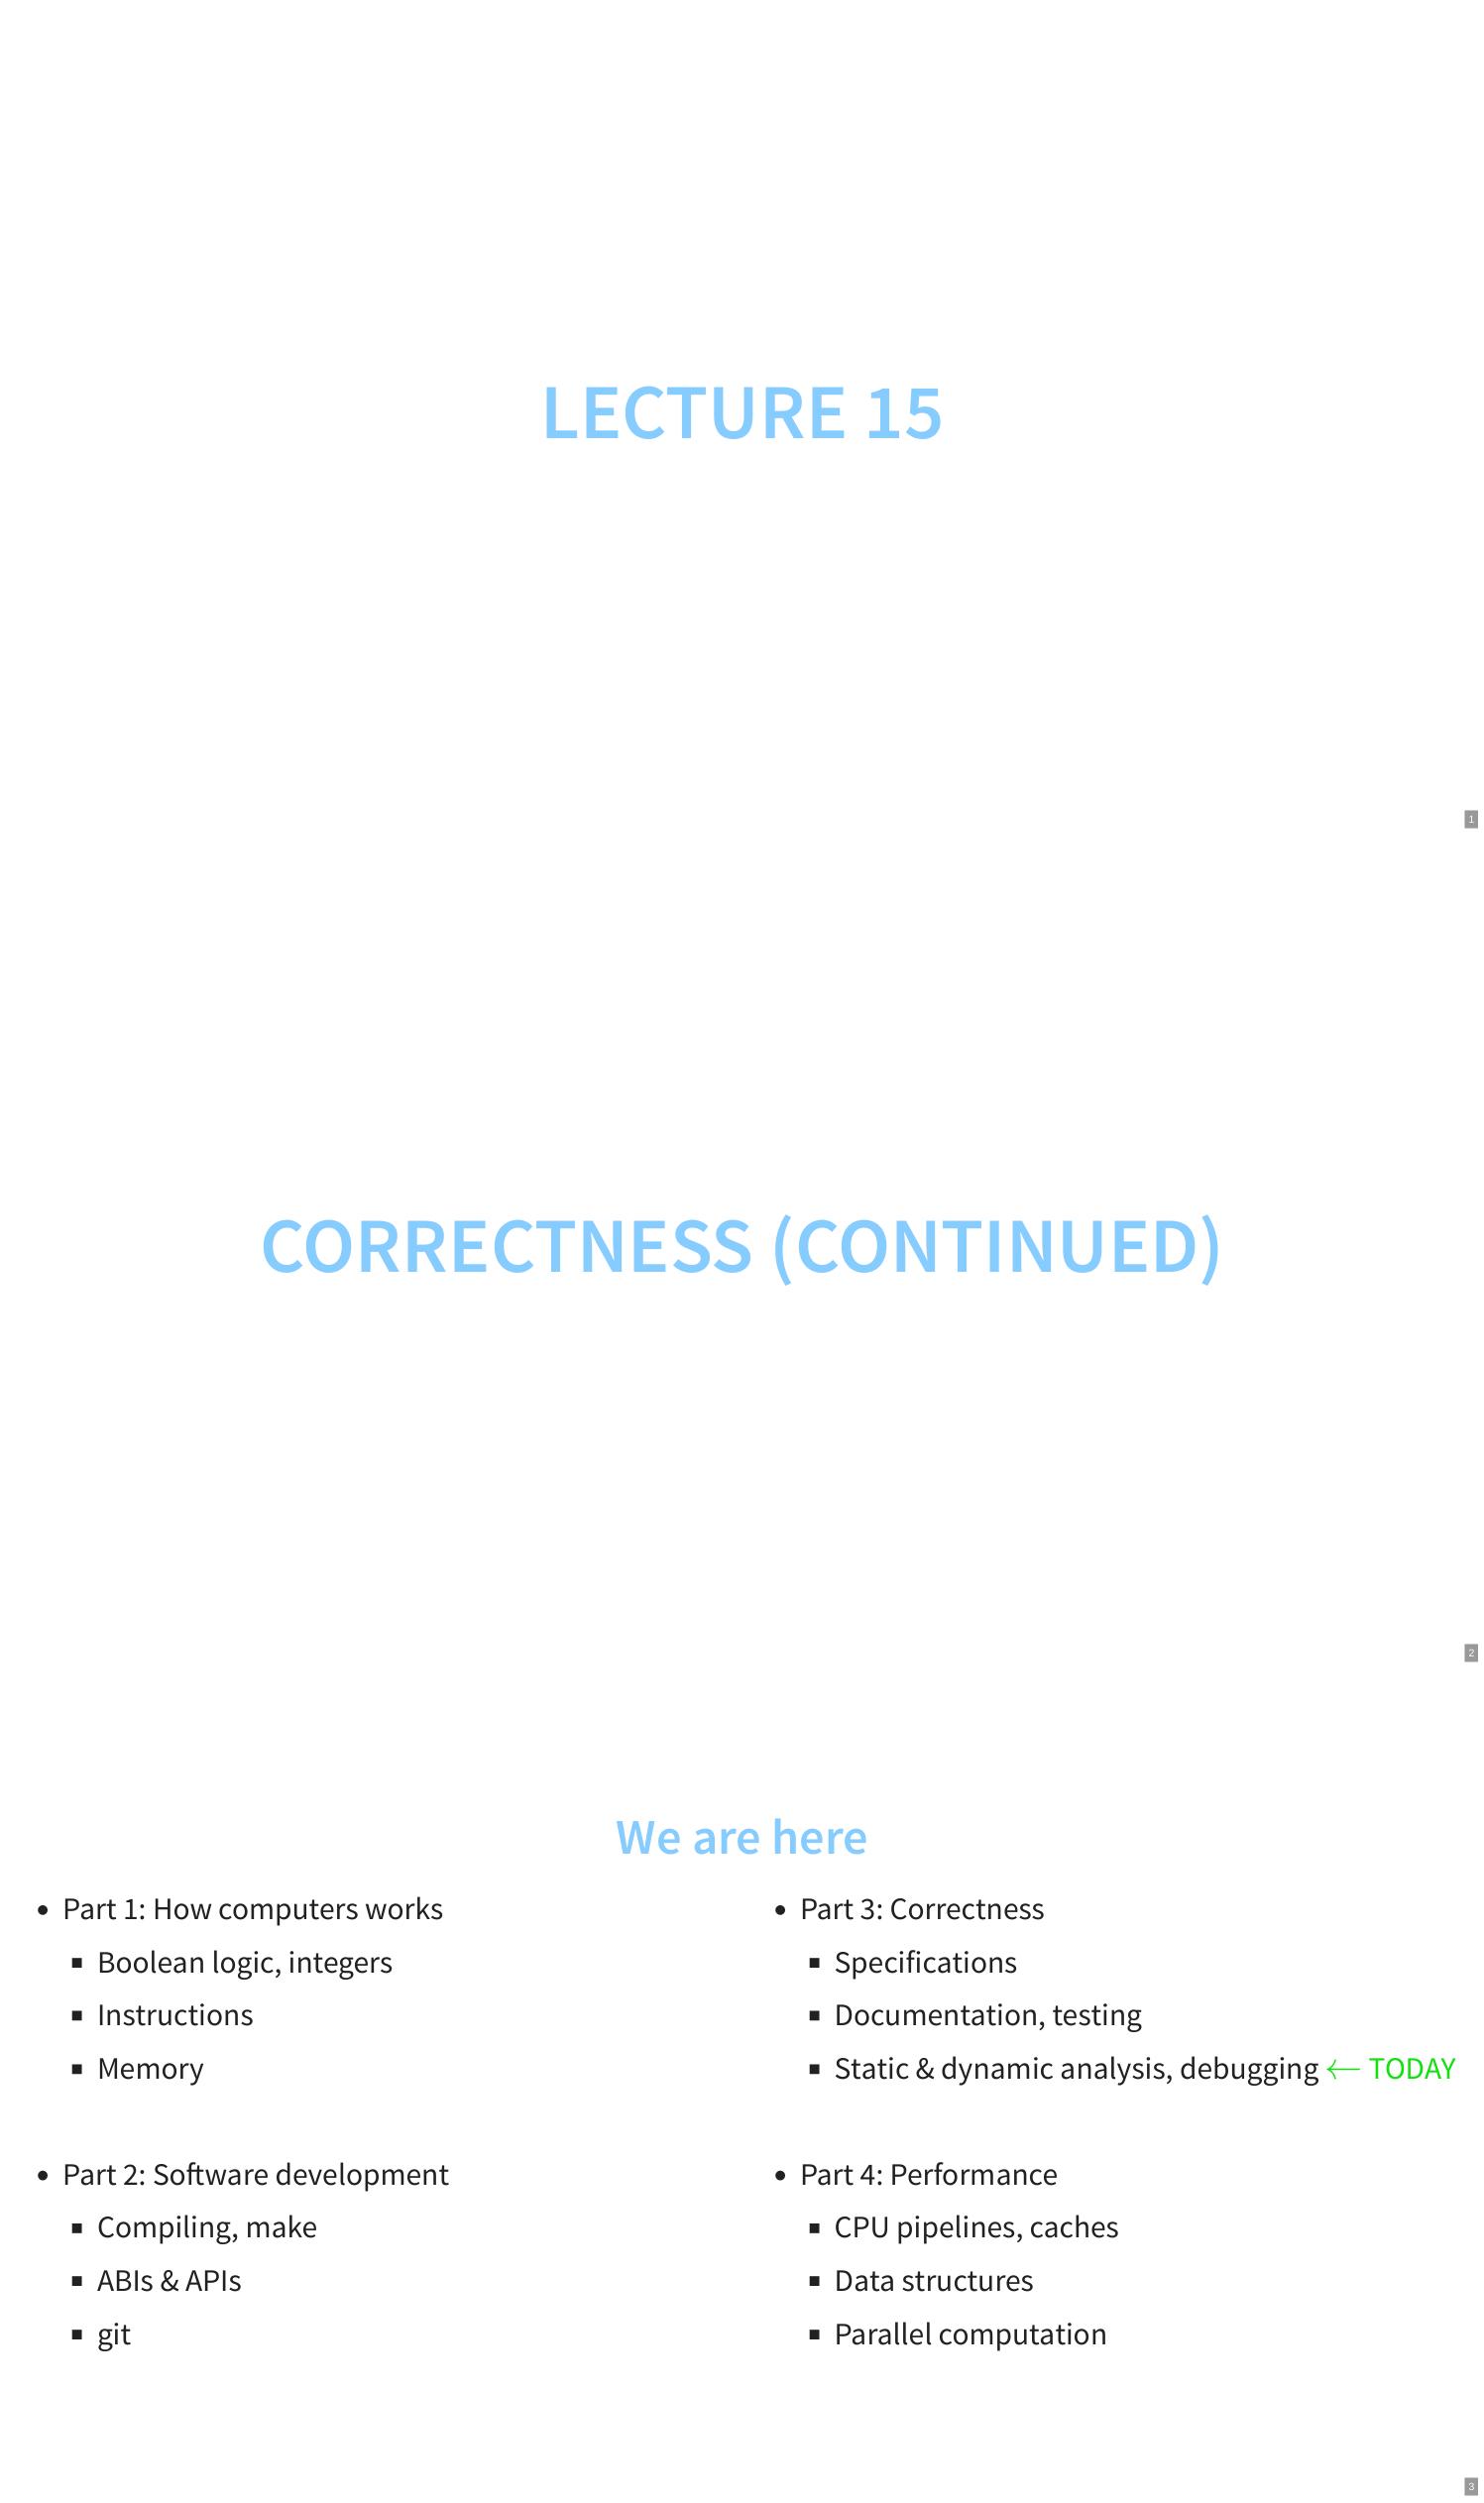 LECTURE 15
1
CORRECTNESS (CONTINUED)
2
We are here
• Part 1: How computers works
▪ Boolean logic, integers
▪ Instructions
▪ Memory
• Part 2: Software development
▪ Compiling, make
▪ ABIs & APIs
▪ git
• Part 3: Correctness
▪ Specifications
▪ Documentation, testing
▪ Static & dynamic analysis, debugging ← TODAY
• Part 4: Performance
▪ CPU pipelines, caches
▪ Data structures
▪ Parallel computation
3